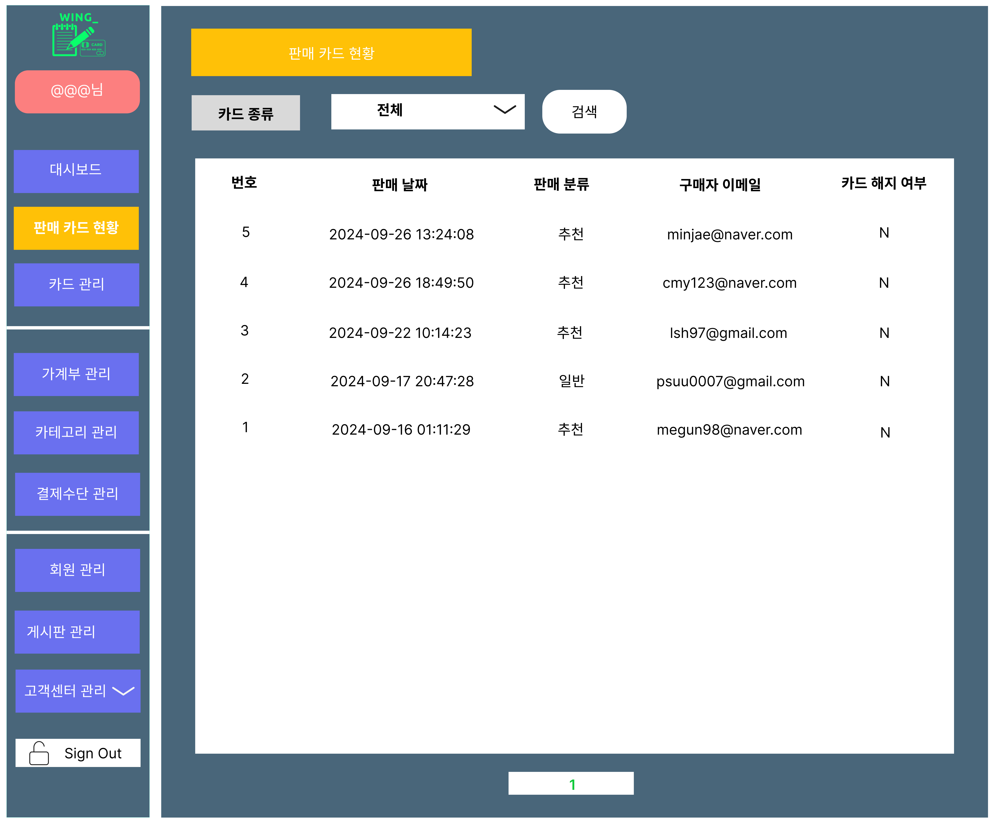 WING_
CARD
@@@님
대시보드
판매 카드 현황
카드 관리
가계부 관리
카테고리 관리
결제수단 관리
회원 관리
게시판 관리
고객센터 관리
Sign Out
판매 카드 현황
카드 종류 전체 검색
번호 판매 날짜 판매 분류 구매자 이메일 카드 해지 여부
5 2024-09-26 13:24:08 추천 minjae@naver.com N
4 2024-09-26 18:49:50 추천 cmy123@naver.com N
3 2024-09-22 10:14:23 추천 lsh97@gmail.com N
2 2024-09-17 20:47:28 일반 psuu0007@gmail.com N
1 2024-09-16 01:11:29 추천 megun98@naver.com N
1